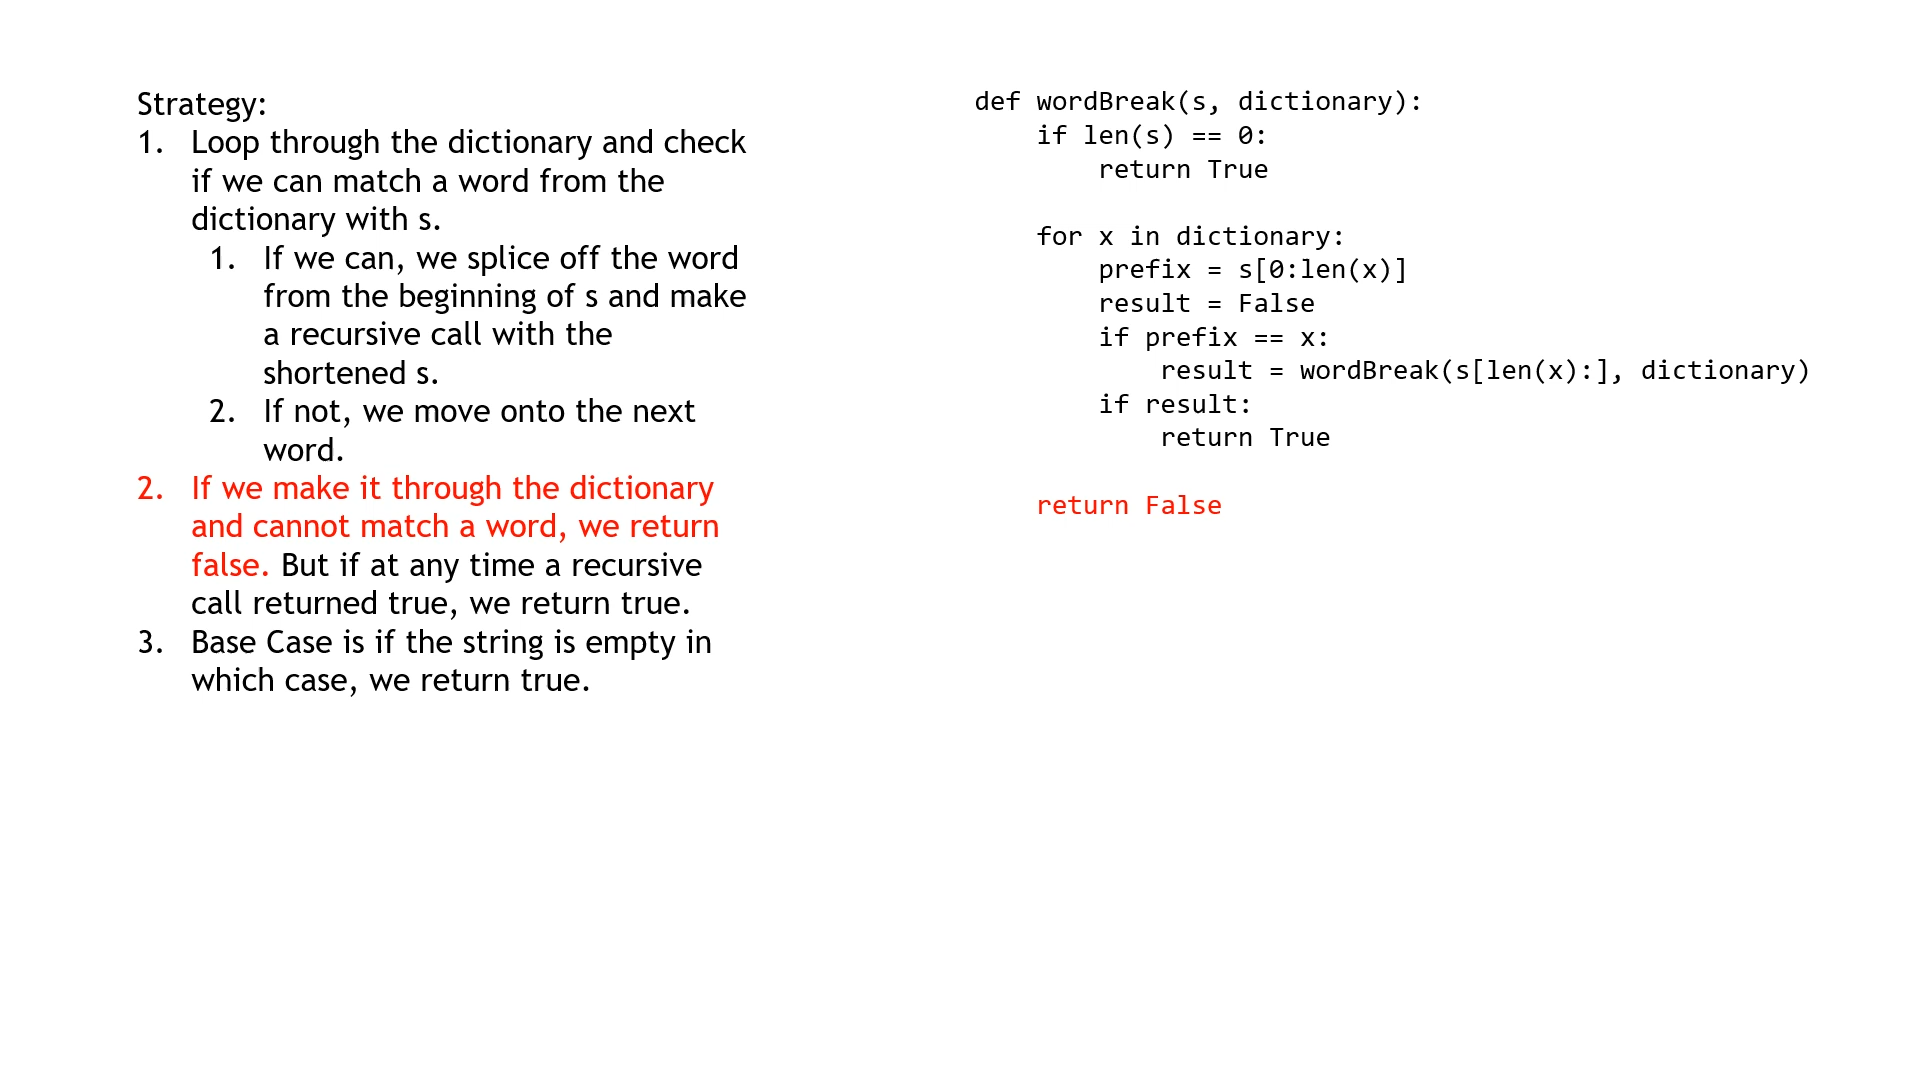 Strategy:
1. Loop through the dictionary and check
if we can match a word from the
dictionary with s.
1. If we can, we splice off the word
from the beginning of s and make
a recursive call with the
shortened s.
2. If not, we move onto the next
word.
2. If we make it through the dictionary
and cannot match a word, we return
false. But if at any time a recursive
call returned true, we return true.
3. Base Case is if the string is empty in
which case, we return true.
def wordBreak(s, dictionary):
    if len(s) == 0:
        return True

    for x in dictionary:
        prefix = s[0:len(x)]
        result = False
        if prefix == x:
            result = wordBreak(s[len(x):], dictionary)
        if result:
            return True

    return False